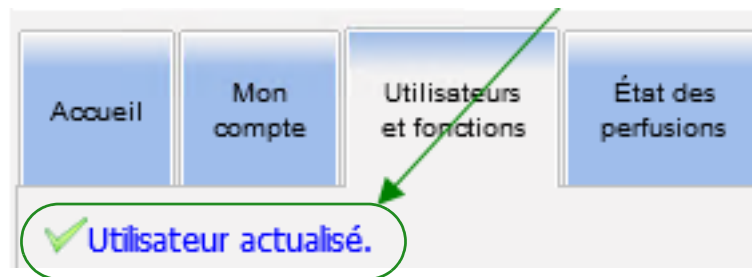 Accueil
Mon
compte
Utilisateurs
et fonctions
État des
perfusions
Utilisateur actualisé.